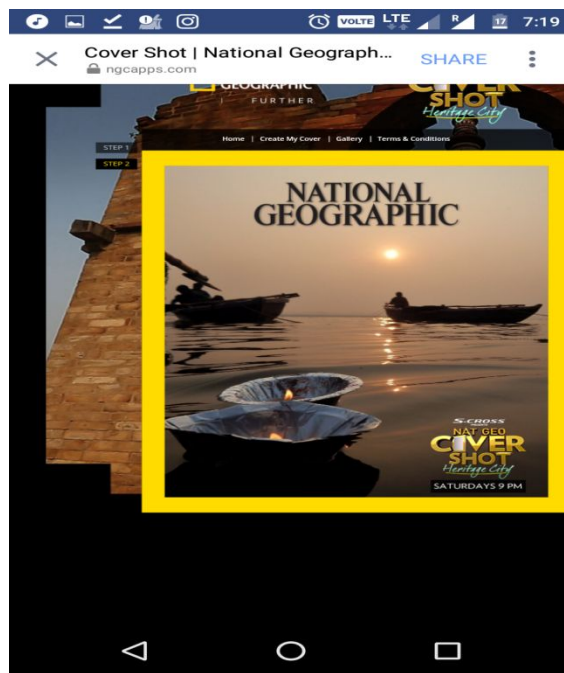 VOLTE LTE R 17 7:19
Cover Shot | National Geograph...
ngcapps.com
SHARE
GEOGRAPHIC
| FURTHER
COVER
SHOT
Heritage City
Home | Create My Cover | Gallery | Terms & Conditions
STEP 1
STEP 2
NATIONAL
GEOGRAPHIC
S-CROSS
NAT GEO
COVER
SHOT
Heritage City
SATURDAYS 9 PM